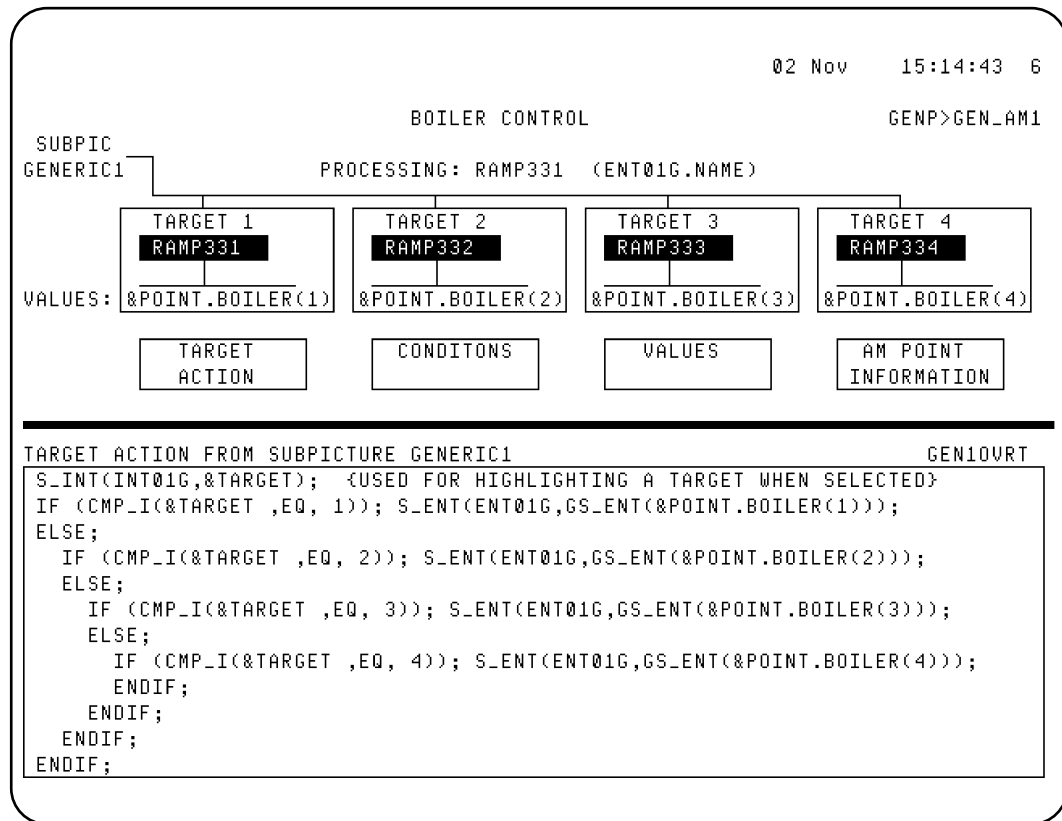 02 Nov 15:14:43 6
BOILER CONTROL GENP>GEN_AM1
SUBPIC
GENERIC1 PROCESSING: RAMP331 (ENT01G.NAME)
TARGET 1 TARGET 2 TARGET 3 TARGET 4
RAMP331 RAMP332 RAMP333 RAMP334
VALUES: &POINT.BOILER(1) &POINT.BOILER(2) &POINT.BOILER(3) &POINT.BOILER(4)
TARGET CONDITONS VALUES AM POINT
ACTION INFORMATION
TARGET ACTION FROM SUBPICTURE GENERIC1 GEN1OVRT
S_INT(INT01G,&TARGET); {USED FOR HIGHLIGHTING A TARGET WHEN SELECTED}
IF (CMP_I(&TARGET ,EQ, 1)); S_ENT(ENT01G,GS_ENT(&POINT.BOILER(1)));
ELSE;
IF (CMP_I(&TARGET ,EQ, 2)); S_ENT(ENT01G,GS_ENT(&POINT.BOILER(2)));
ELSE;
IF (CMP_I(&TARGET ,EQ, 3)); S_ENT(ENT01G,GS_ENT(&POINT.BOILER(3)));
ELSE;
IF (CMP_I(&TARGET ,EQ, 4)); S_ENT(ENT01G,GS_ENT(&POINT.BOILER(4)));
ENDIF;
ENDIF;
ENDIF;
ENDIF;